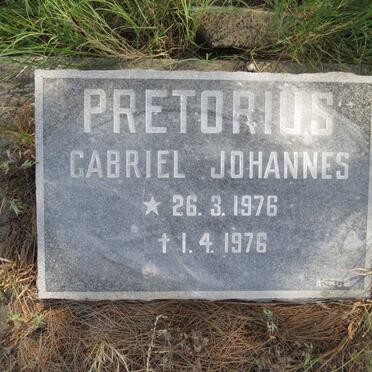 PRETORIUS
GABRIEL JOHANNES
★ 26. 3. 1976
✝ 1. 4. 1976